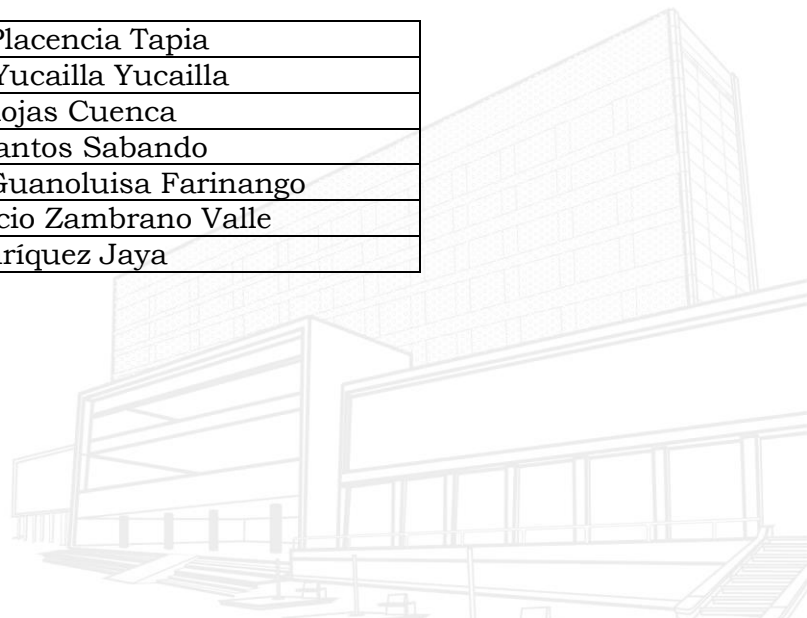 Placencia Tapia
Yucailla Yucailla
ojas Cuenca
antos Sabando
Guanoluisa Farinango
cio Zambrano Valle
ríquez Jaya